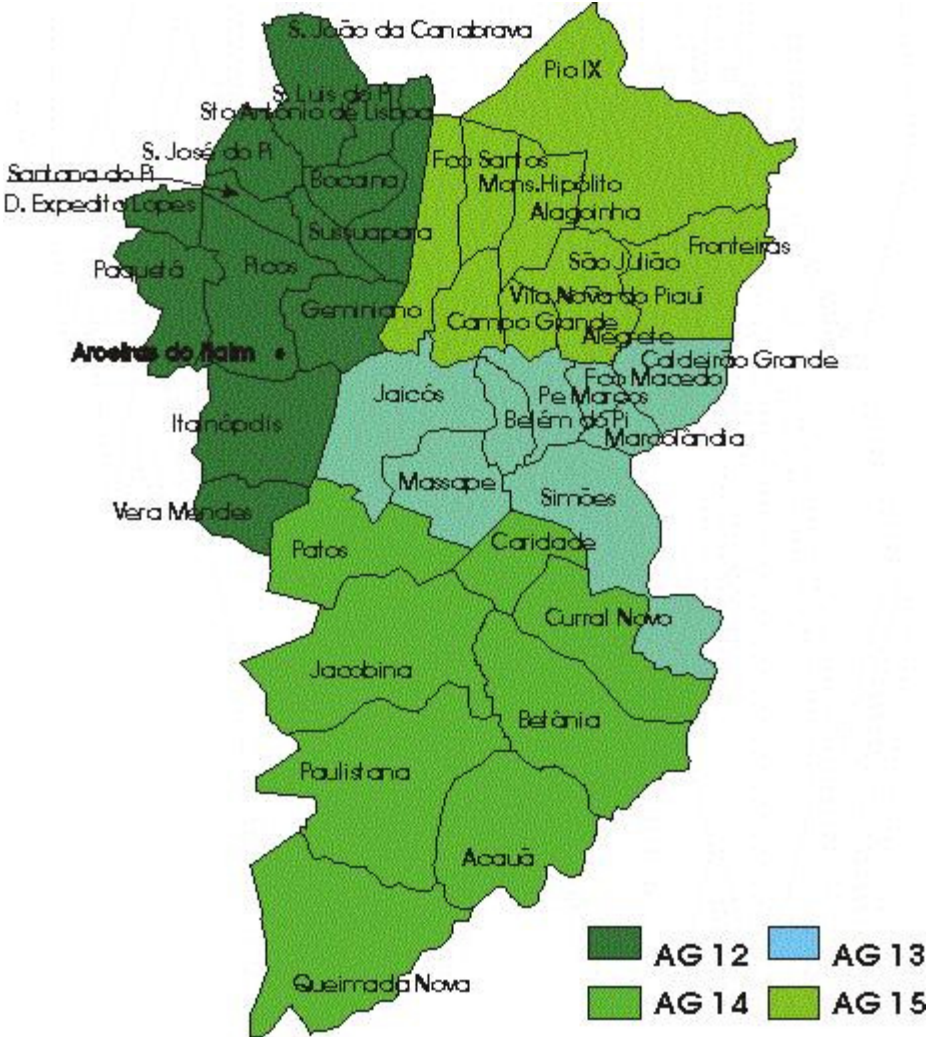 S. João da Canabrava
Pio IX
S. Luis do Pi
Sto Antônio de Lisboa
S. José do Pi
Fco Santos
Santana do Pi
Bocaina
Mons. Hipólito
D. Expedito Lopes
Alagoinha
Sussuapara
Fronteiras
Paquetá
Picos
São Julião
Geminiano
Vila Nova do Piauí
Campo Grande
Alegrete
Aroeiras do Itaim
Caldeirão Grande
Fco Macedo
Jaicós
Pe Marcos
Belém do Pi
Itainópolis
Marcolândia
Massape
Simões
Vera Mendes
Patos
Caridade
Curral Novo
Jacobina
Betânia
Paulistana
Acauã
Queimada Nova
AG 12
AG 13
AG 14
AG 15